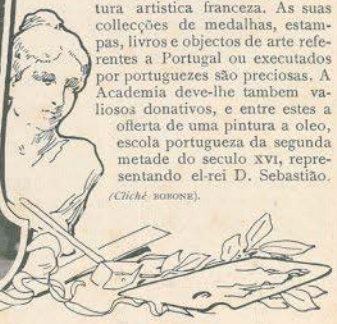 tura artistica franceza. As suas
collecções de medalhas, estam-
pas, livros e objectos de arte refe-
rentes a Portugal ou executados
por portuguezes são preciosas. A
Academia deve-lhe tambem va-
liosos donativos, e entre estes a
offerta de uma pintura a oleo,
escola portugueza da segunda
metade do seculo XVI, repre-
sentando el-rei D. Sebastião.
(Cliché BOBONE).